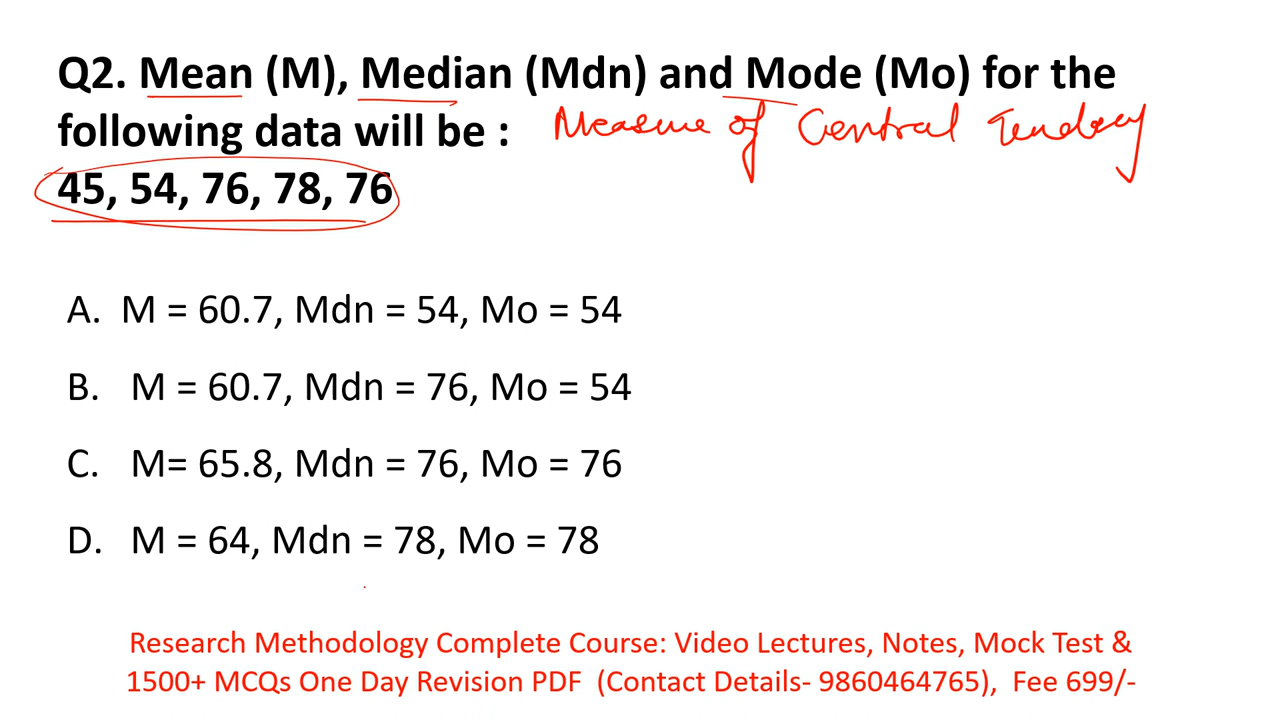 Q2. Mean (M), Median (Mdn) and Mode (Mo) for the
following data will be : Measure of Central Tendecy
45, 54, 76, 78, 76
A. M = 60.7, Mdn = 54, Mo = 54
B. M = 60.7, Mdn = 76, Mo = 54
C. M= 65.8, Mdn = 76, Mo = 76
D. M = 64, Mdn = 78, Mo = 78
Research Methodology Complete Course: Video Lectures, Notes, Mock Test &
1500+ MCQs One Day Revision PDF (Contact Details- 9860464765), Fee 699/-